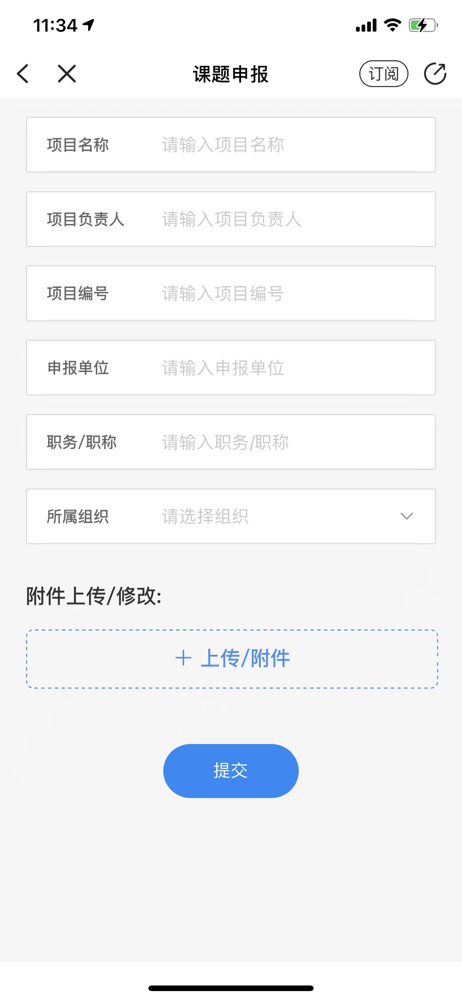 11:34
课题申报
订阅
项目名称 请输入项目名称
项目负责人 请输入项目负责人
项目编号 请输入项目编号
申报单位 请输入申报单位
职务/职称 请输入职务/职称
所属组织 请选择组织
附件上传/修改:
+ 上传/附件
提交